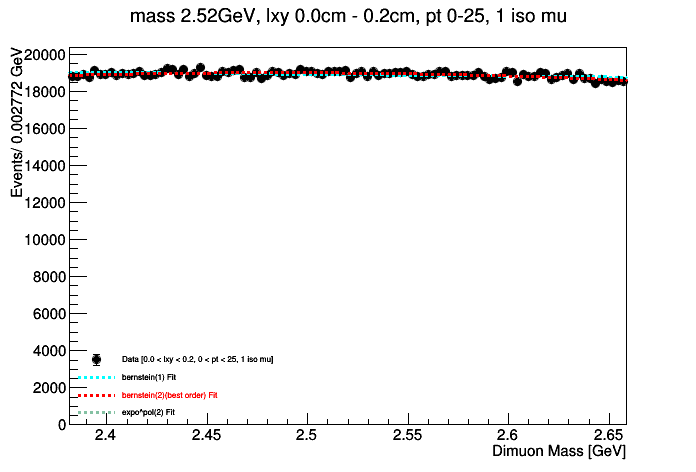 mass 2.52GeV, lxy 0.0cm - 0.2cm, pt 0-25, 1 iso mu
Events/ 0.002772 GeV
20000
18000
16000
14000
12000
10000
8000
6000
4000
2000
0
Data [0.0 < lxy < 0.2, 0 < pt < 25, 1 iso mu]
bernstein(1) Fit
bernstein(2)(best order) Fit
expo^pol(2) Fit
2.4 2.45 2.5 2.55 2.6 2.65
Dimuon Mass [GeV]